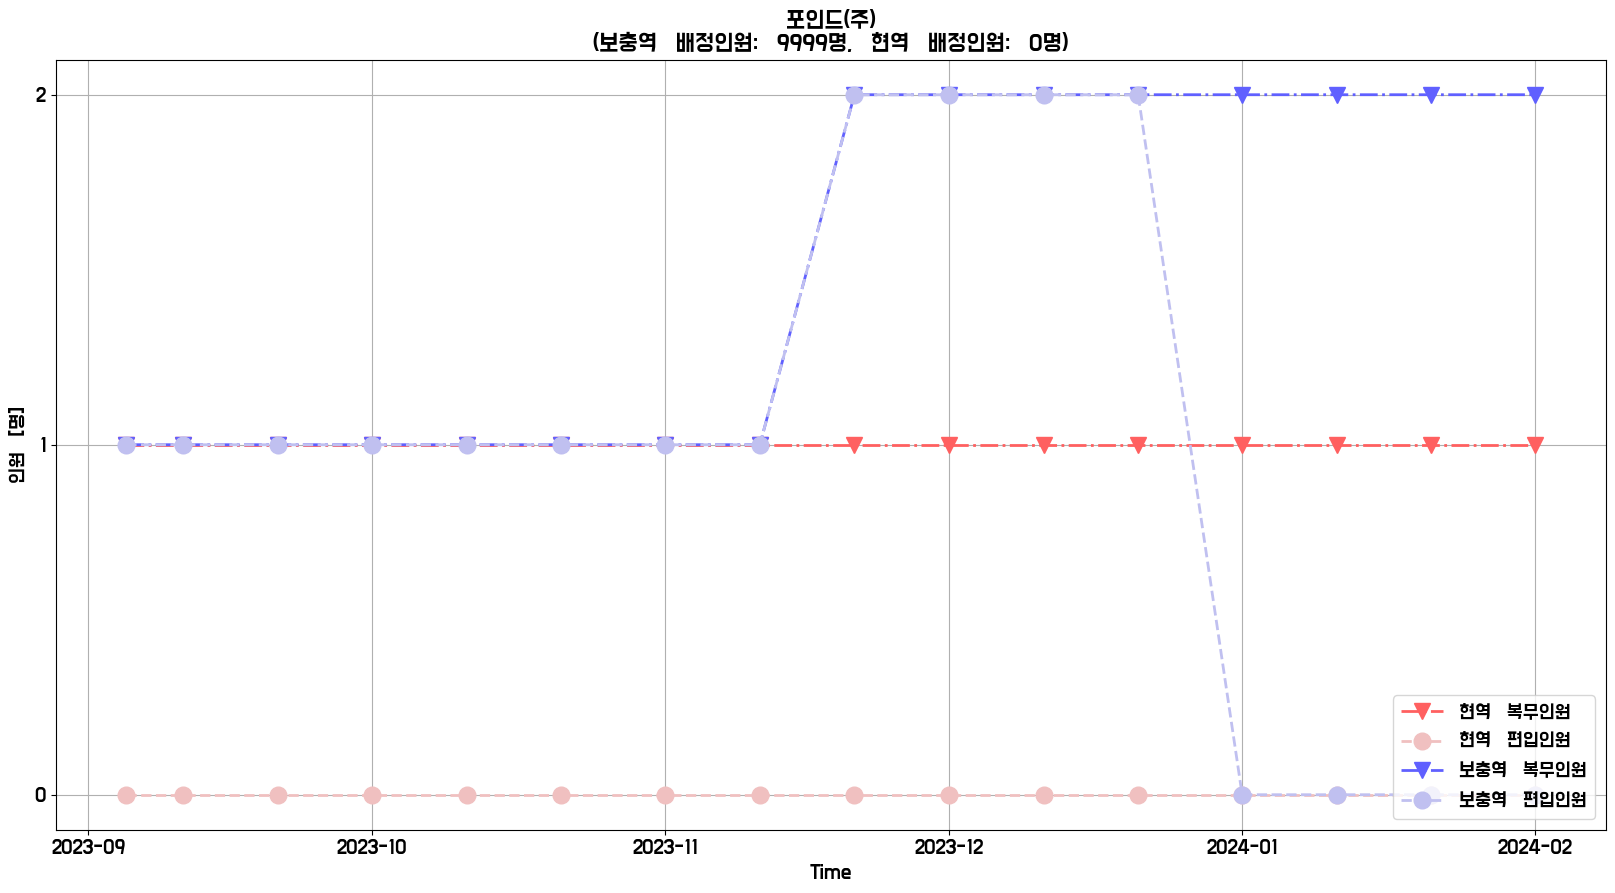 포인드(주)
(보충역 배정인원: 9999명, 현역 배정인원: 0명)
인원 [명]
2
1
0
현역 복무인원
현역 편입인원
보충역 복무인원
보충역 편입인원
2023-09
2023-10
2023-11
2023-12
2024-01
2024-02
Time